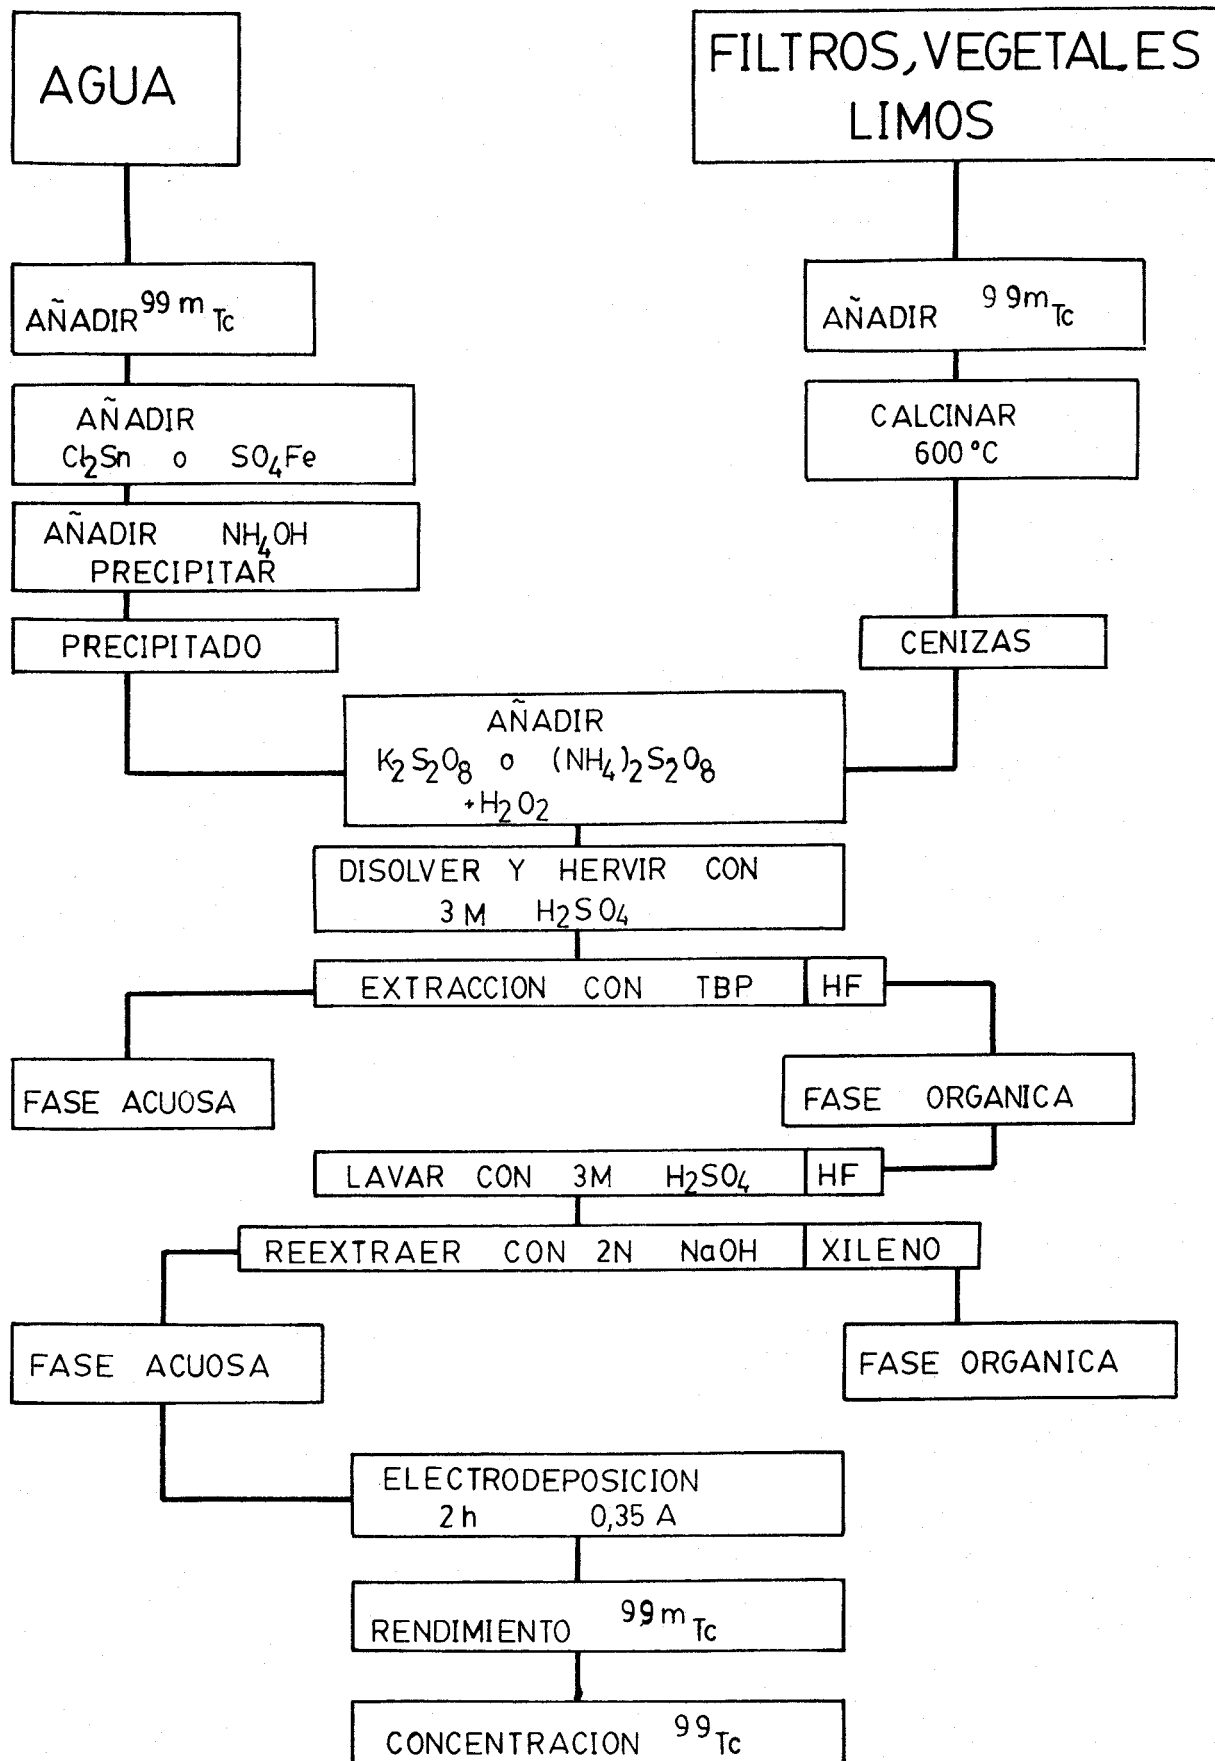 AGUA
FILTROS, VEGETALES
LIMOS
AÑADIR 99m Tc
AÑADIR 99m Tc
AÑADIR
Cl2Sn o SO4Fe
CALCINAR
600 °C
AÑADIR NH4OH
PRECIPITAR
PRECIPITADO
CENIZAS
AÑADIR
K2S2O8 o (NH4)2S2O8
+H2O2
DISOLVER Y HERVIR CON
3M H2SO4
EXTRACCION CON TBP HF
FASE ACUOSA
FASE ORGANICA
LAVAR CON 3M H2SO4 HF
REEXTRAER CON 2N NaOH XILENO
FASE ACUOSA
FASE ORGANICA
ELECTRODEPOSICION
2h 0,35 A
RENDIMIENTO 99m Tc
CONCENTRACION 99 Tc